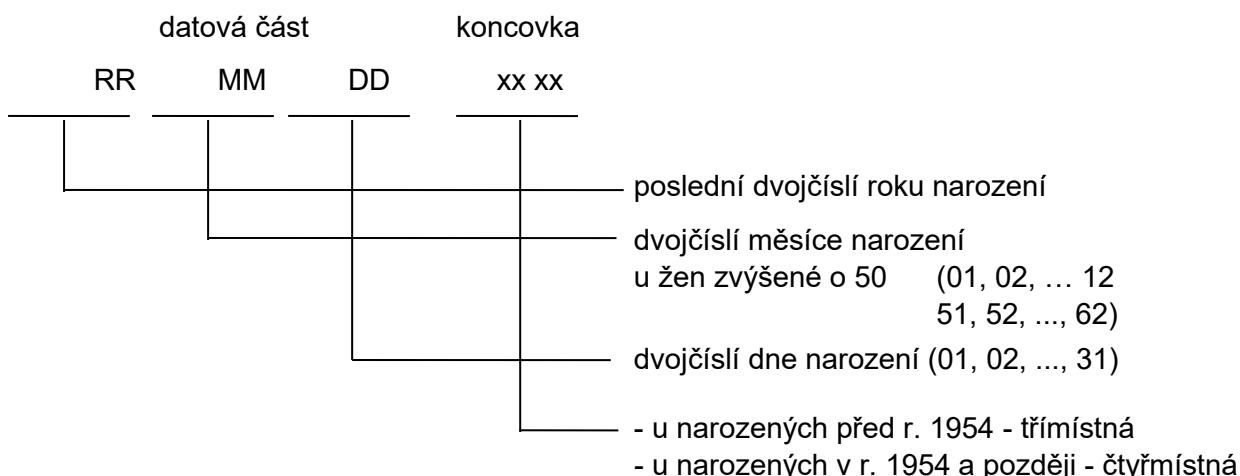 datová část koncovka
RR MM DD xx xx
poslední dvojčíslí roku narození
dvojčíslí měsíce narození
u žen zvýšené o 50 (01, 02, … 12
51, 52, ..., 62)
dvojčíslí dne narození (01, 02, ..., 31)
- u narozených před r. 1954 - třímístná
- u narozených v r. 1954 a později - čtyřmístná